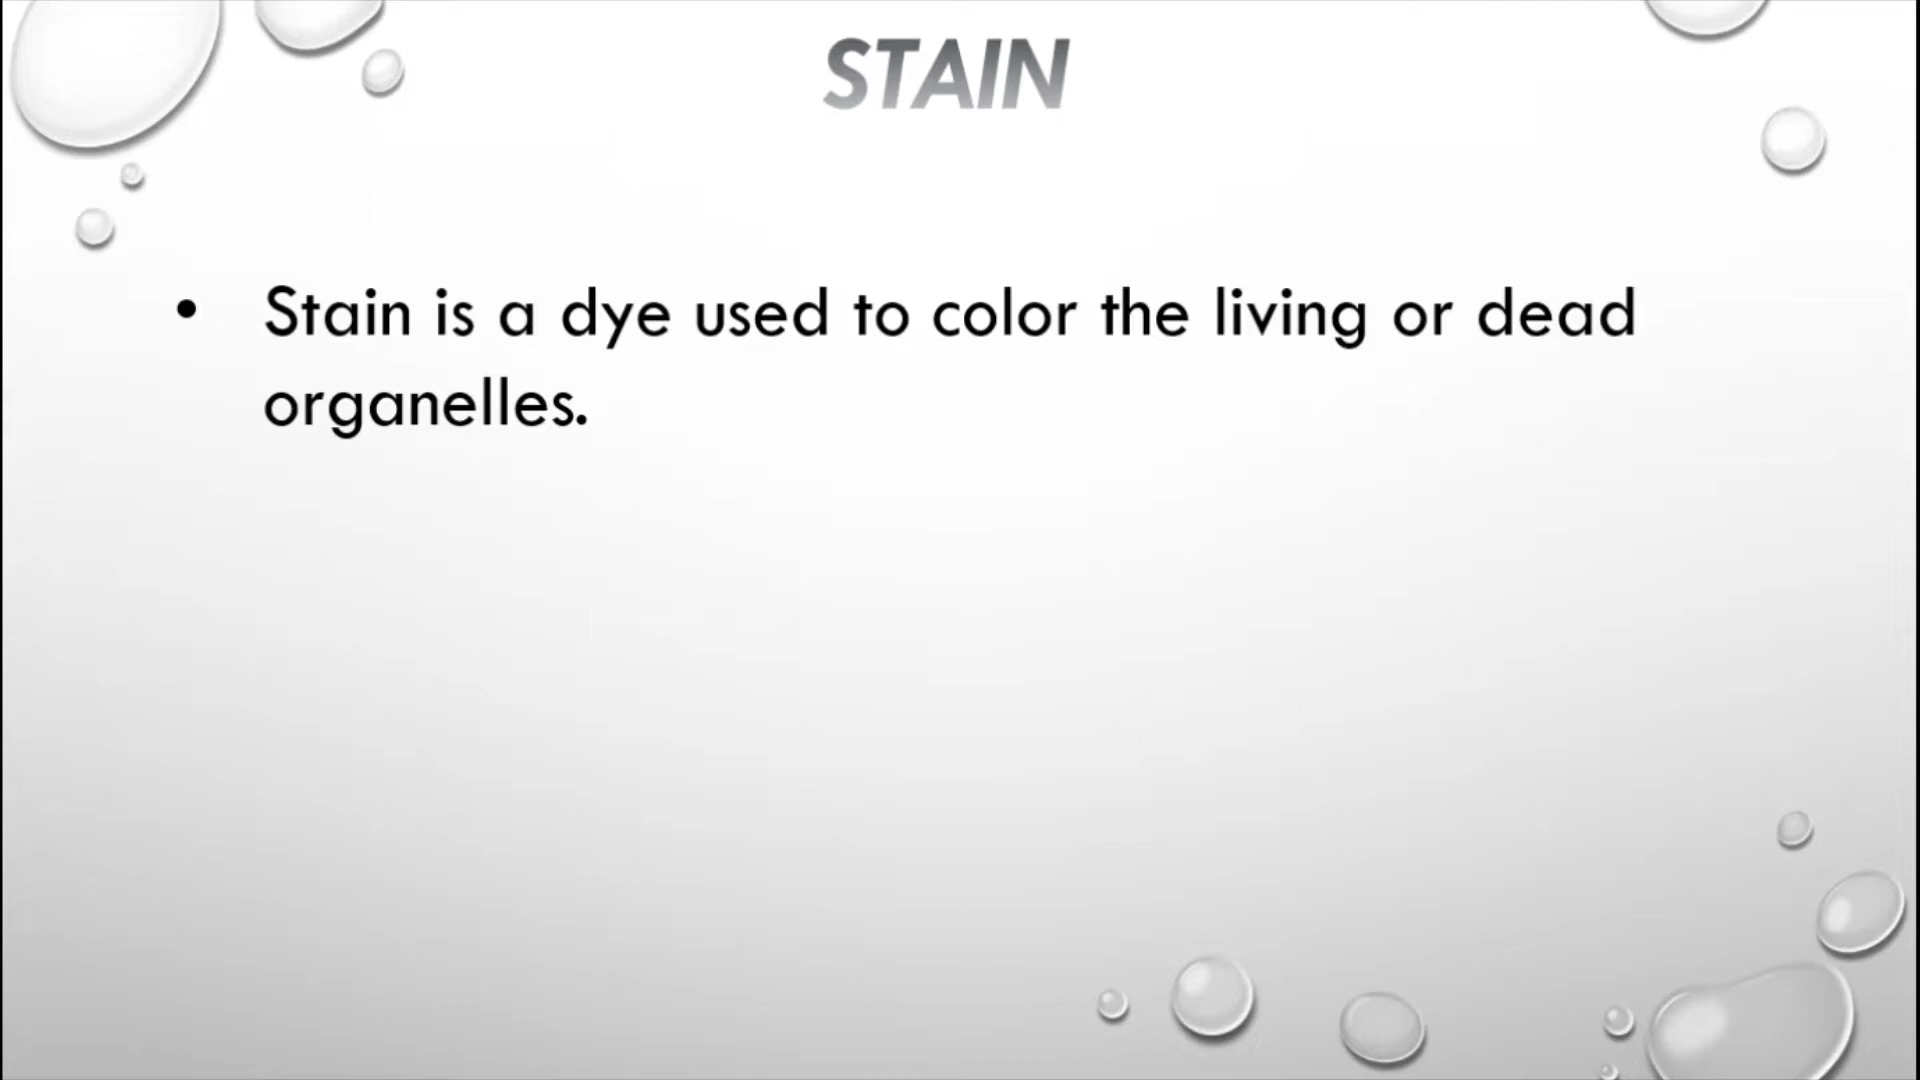 STAIN
• Stain is a dye used to color the living or dead
organelles.